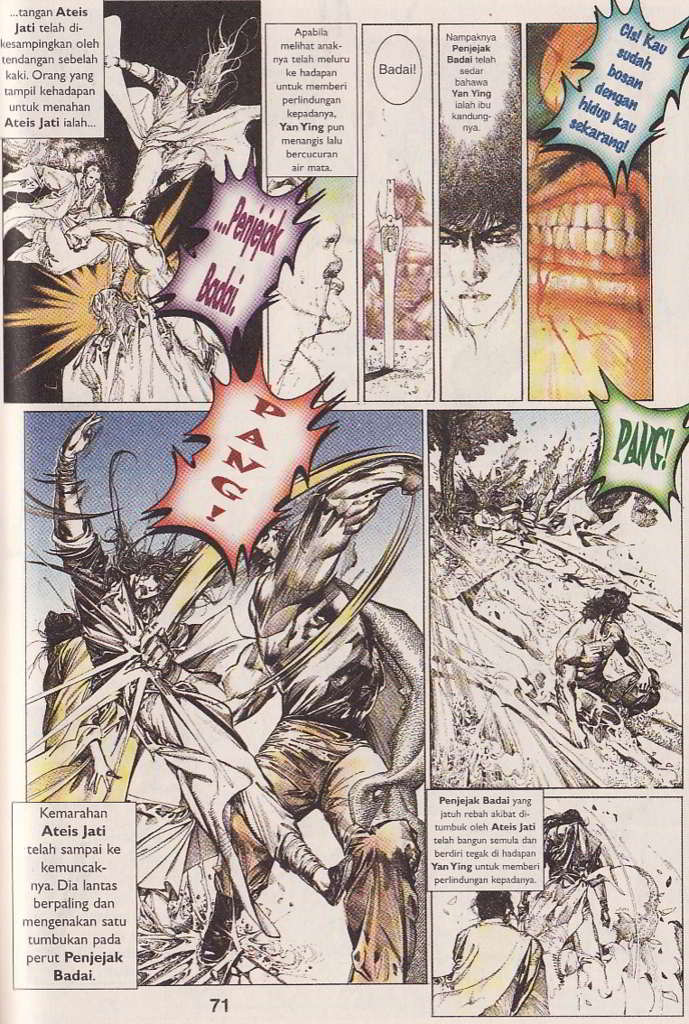 ...tangan Ateis
Jati telah di-
kesampingkan oleh
tendangan sebelah
kaki. Orang yang
tampil kehadapan
untuk menahan
Ateis Jati ialah...
...Penjejak
Badai.
Apabila
melihat anak-
nya telah meluru
ke hadapan
untuk memberi
perlindungan
kepadanya,
Yan Ying pun
menangis lalu
bercucuran
air mata.
Badai!
Nampaknya
Penjejak
Badai telah
sedar
bahawa
Yan Ying
ialah ibu
kandung-
nya.
Cis! Kau
sudah
bosan
dengan
hidup kau
sekarang!
PANG!
PANG!
Kemarahan
Ateis Jati
telah sampai ke
kemuncak-
nya. Dia lantas
berpaling dan
mengenakan satu
tumbukan pada
perut Penjejak
Badai.
Penjejak Badai yang
jatuh rebah akibat di-
tumbuk oleh Ateis Jati
telah bangun semula dan
berdiri tegak di hadapan
Yan Ying untuk memberi
perlindungan kepadanya.
71